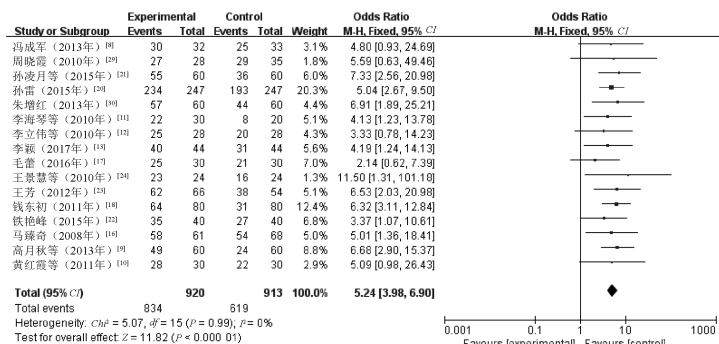 Experimental Control Odds Ratio Odds Ratio
Study or Subgroup Events Total Events Total Weight M-H, Fixed, 95% CI M-H, Fixed, 95% CI
冯成军（2013年）[8] 30 32 25 33 3.1% 4.80 [0.93, 24.69]
周晓霞（2010年）[29] 27 28 29 35 1.9% 5.59 [0.63, 49.46]
孙凌月等（2015年）[21] 55 60 36 60 6.2% 7.33 [2.56, 20.98]
孙雷（2015年）[20] 234 247 193 247 20.3% 5.04 [2.67, 9.50]
朱增红（2013年）[30] 57 60 44 60 4.6% 6.91 [1.89, 25.21]
李海琴等（2010年）[11] 22 30 8 20 5.2% 4.13 [1.23, 13.78]
李立伟等（2010年）[12] 25 28 20 28 4.7% 3.33 [0.78, 14.23]
李颖（2017年）[13] 40 44 31 44 5.9% 4.19 [1.24, 14.13]
毛蕾（2016年）[17] 25 30 21 30 7.5% 2.14 [0.62, 7.39]
王景慧等（2010年）[24] 23 24 16 24 1.4% 11.50 [1.31, 101.18]
王芳（2012年）[23] 62 66 38 54 5.3% 6.53 [2.03, 20.98]
钱东初（2011年）[18] 64 80 31 80 12.9% 6.32 [3.11, 12.84]
铁艳峰（2015年）[22] 35 40 27 40 7.0% 3.37 [1.07, 10.61]
马臻奇（2008年）[16] 58 61 54 68 5.0% 5.01 [1.36, 18.41]
高月秋等（2013年）[9] 49 60 24 60 9.1% 6.68 [2.90, 15.37]
黄红霞等（2011年）[10] 28 30 22 30 2.9% 5.09 [0.98, 26.43]
Total (95% CI) 920 913 100.0% 5.24 [3.98, 6.90]
Total events 834 619
Heterogeneity: Chi² = 5.07, df = 15 (P = 0.99); I² = 0%
Test for overall effect: Z = 11.82 (P < 0.000 01)
0.001 0.1 1 10 1000
Favours [experimental] Favours [control]